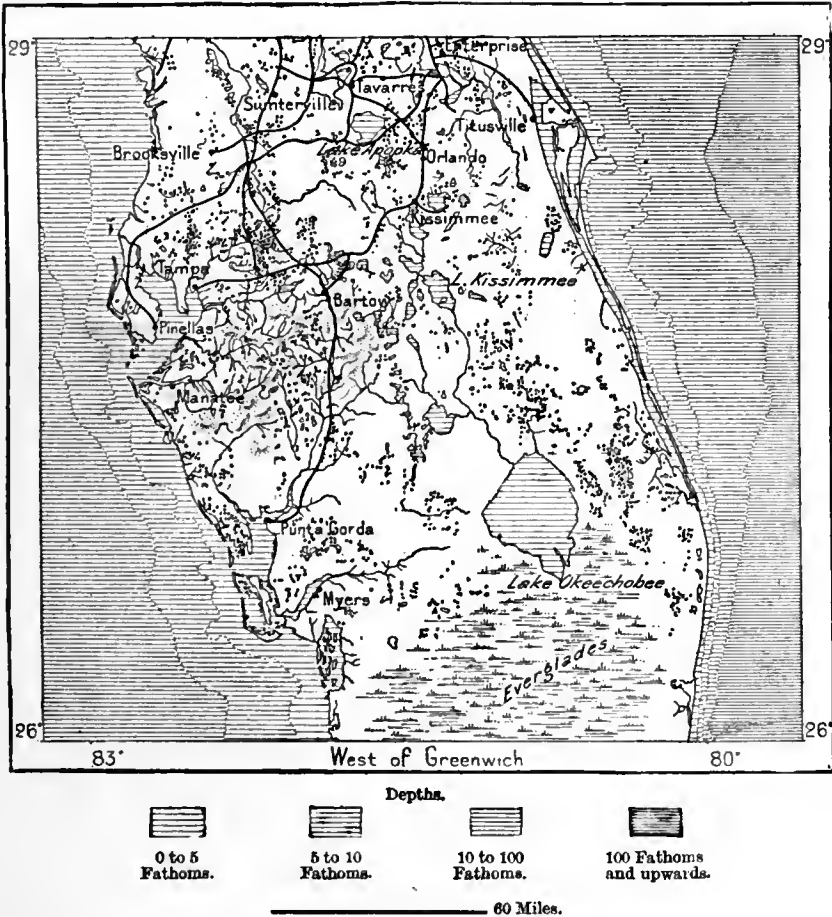 29°
29°
Enterprise
Tavarres
Sumterville
Titusville
Brooksville
Lake Apopka
69
Orlando
Kissimmee
Tampa
L. Kissimmee
Bartow
Pinellas
Manatee
Punta Gorda
Lake Okeechobee
Myers
Everglades
26°
26°
83°
West of Greenwich
80°
Depths.
0 to 5
Fathoms.
5 to 10
Fathoms.
10 to 100
Fathoms.
100 Fathoms
and upwards.
60 Miles.